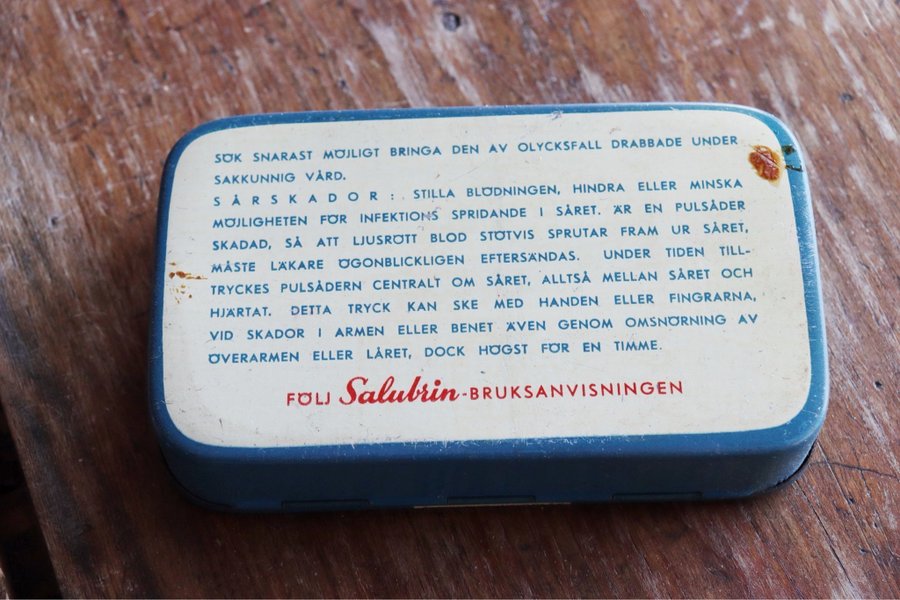 SÖK SNARAST MÖJLIGT BRINGA DEN AV OLYCKSFALL DRABBADE UNDER
SAKKUNNIG VÅRD.
SÅRSKADOR: STILLA BLÖDNINGEN, HINDRA ELLER MINSKA
MÖJLIGHETEN FÖR INFEKTIONS SPRIDANDE I SÅRET. ÄR EN PULSÅDER
SKADAD, SÅ ATT LJUSRÖTT BLOD STÖTVIS SPRUTAR FRAM UR SÅRET,
MÅSTE LÄKARE ÖGONBLICKLIGEN EFTERSÄNDAS. UNDER TIDEN TILL-
TRYCKES PULSÅDERN CENTRALT OM SÅRET, ALLTSÅ MELLAN SÅRET OCH
HJÄRTAT. DETTA TRYCK KAN SKE MED HANDEN ELLER FINGRARNA,
VID SKADOR I ARMEN ELLER BENET ÄVEN GENOM OMSNÖRNING AV
ÖVERARMEN ELLER LÅRET, DOCK HÖGST FÖR EN TIMME.
FÖLJ Salubrin-BRUKSANVISNINGEN